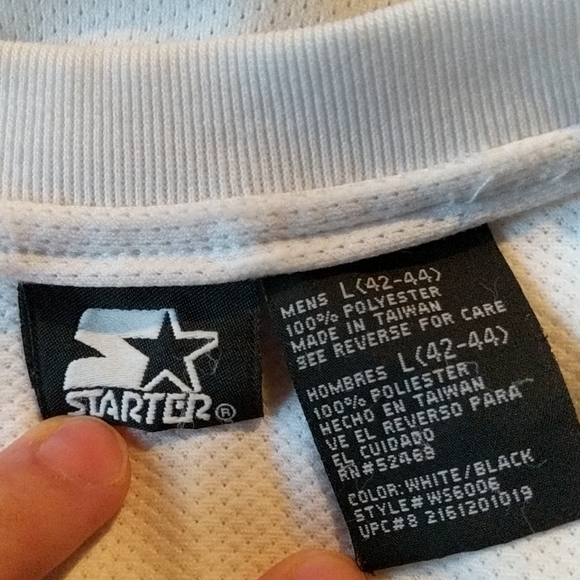 STARTER®
MENS L(42-44)
100% POLYESTER
MADE IN TAIWAN
SEE REVERSE FOR CARE
HOMBRES L(42-44)
100% POLIESTER
HECHO EN TAIWAN
VE EL REVERSO PARA
EL CUIDADO
RN#52468
COLOR:WHITE/BLACK
STYLE#WS6006
UPC#8 2161201019